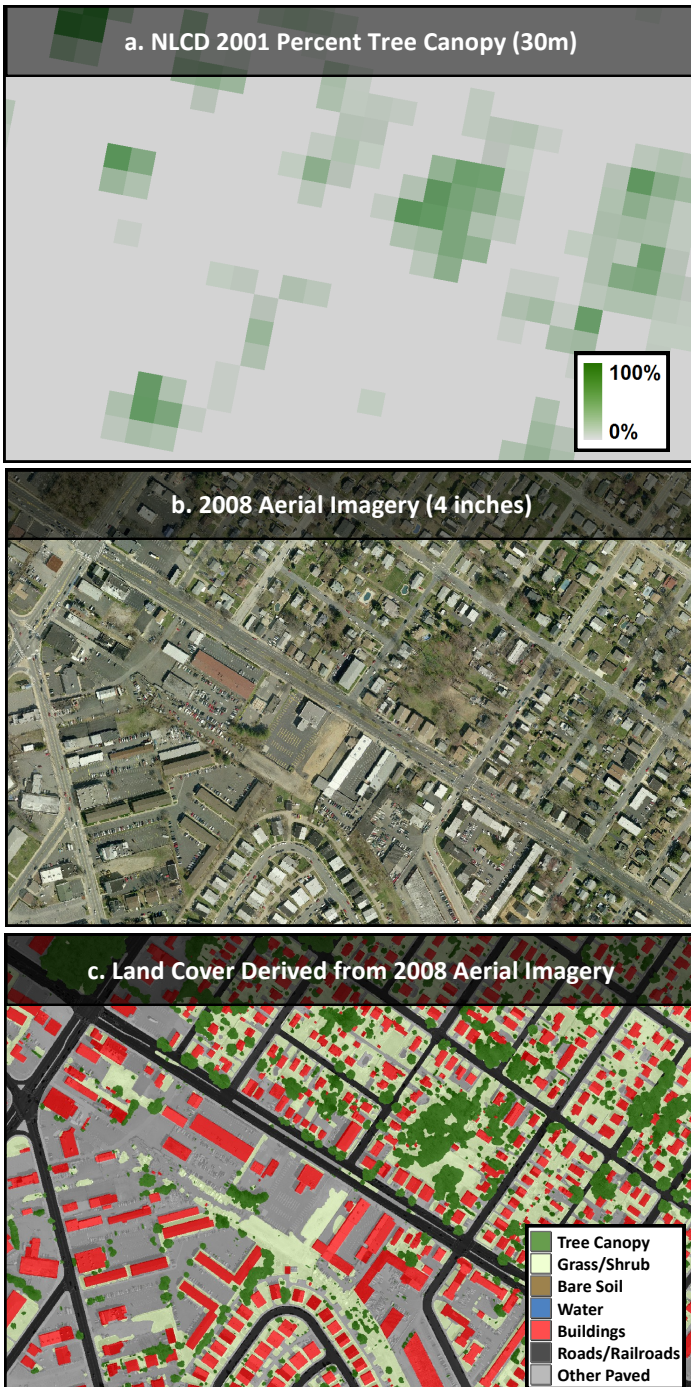 a. NLCD 2001 Percent Tree Canopy (30m)
100%
0%
b. 2008 Aerial Imagery (4 inches)
c. Land Cover Derived from 2008 Aerial Imagery
Tree Canopy
Grass/Shrub
Bare Soil
Water
Buildings
Roads/Railroads
Other Paved